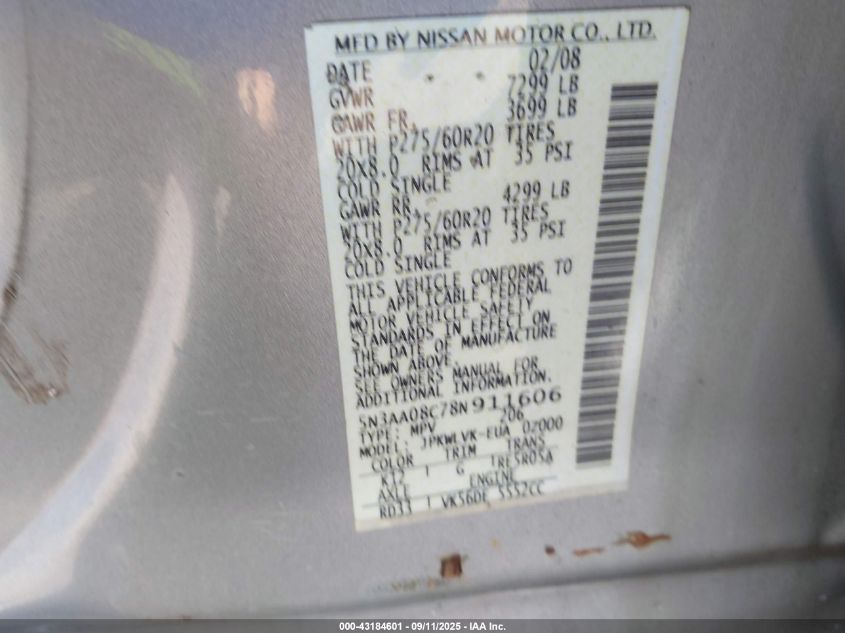 MFD BY NISSAN MOTOR CO., LTD.
DATE 02/08
GVWR 7299 LB
GAWR FR. 3699 LB
WITH P275/60R20 TIRES
20X8.0 RIMS AT 35 PSI
COLD SINGLE
GAWR RR. 4299 LB
WITH P275/60R20 TIRES
20X8.0 RIMS AT 35 PSI
COLD SINGLE
THIS VEHICLE CONFORMS TO
ALL APPLICABLE FEDERAL
MOTOR VEHICLE SAFETY
STANDARDS IN EFFECT ON
THE DATE OF MANUFACTURE
SHOWN ABOVE.
SEE OWNERS MANUAL FOR
ADDITIONAL INFORMATION.
5N3AA08C78N911606
TYPE: MPV 206
MODEL: JPKWLVK-EUA 02000
COLOR TRIM TRANS
K12 G TRE5R05A
AXLE ENGINE
RD33 VK56DE 5552CC
000-43184601 - 09/11/2025 - IAA Inc.